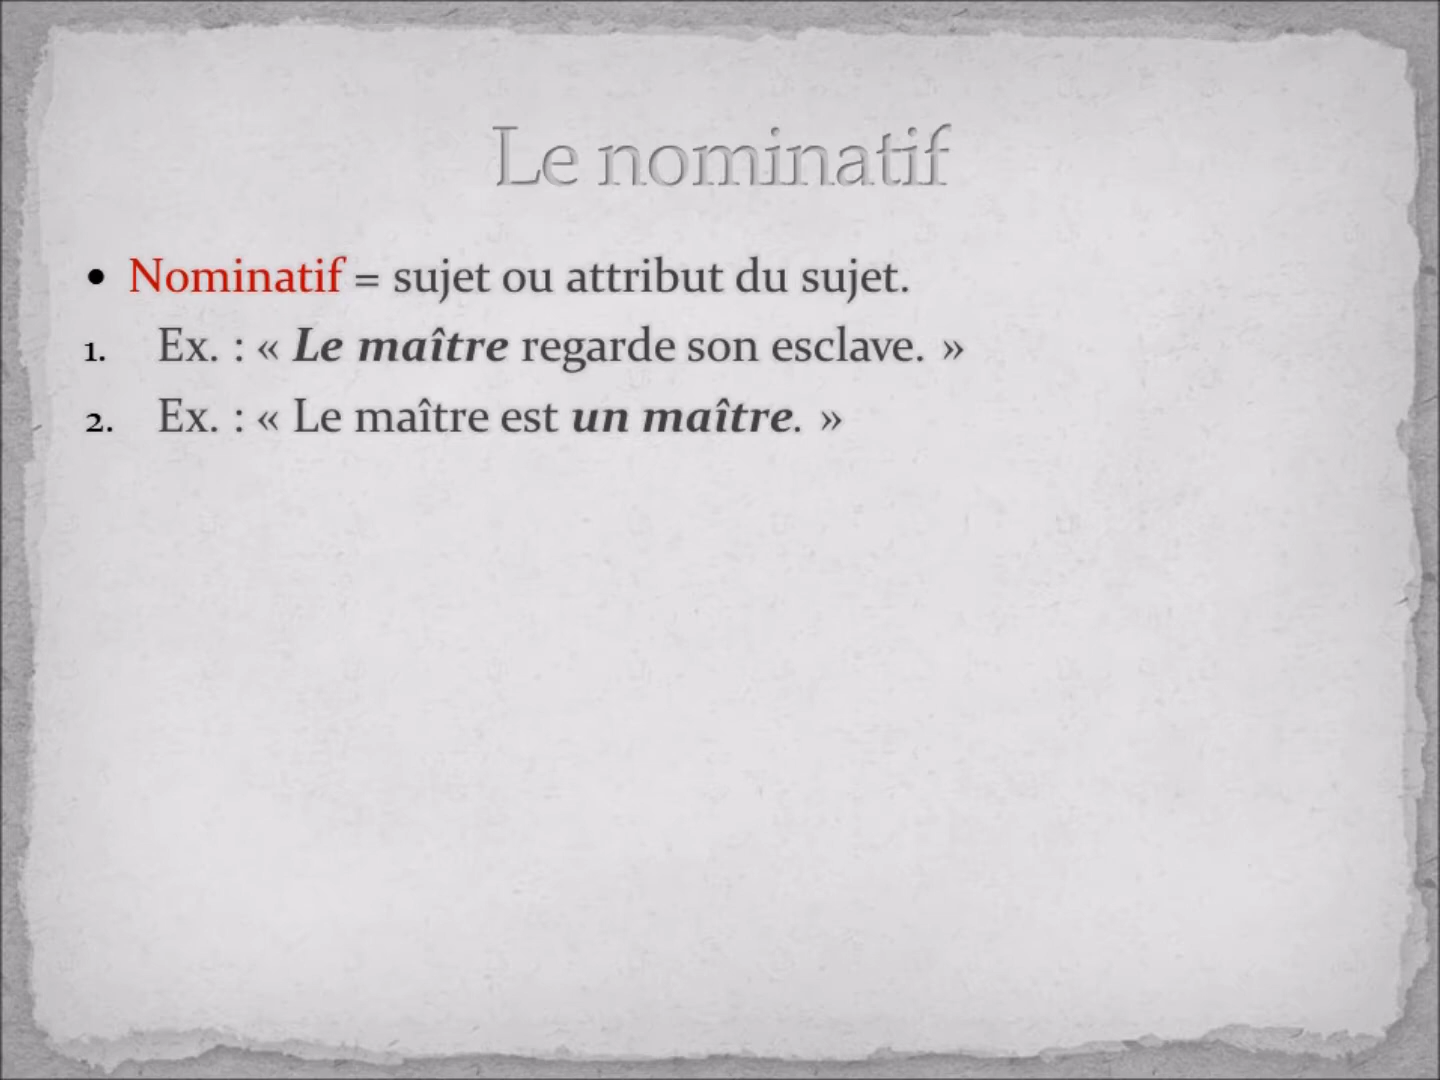 Le nominatif
• Nominatif = sujet ou attribut du sujet.
1. Ex. : « Le maître regarde son esclave. »
2. Ex. : « Le maître est un maître. »